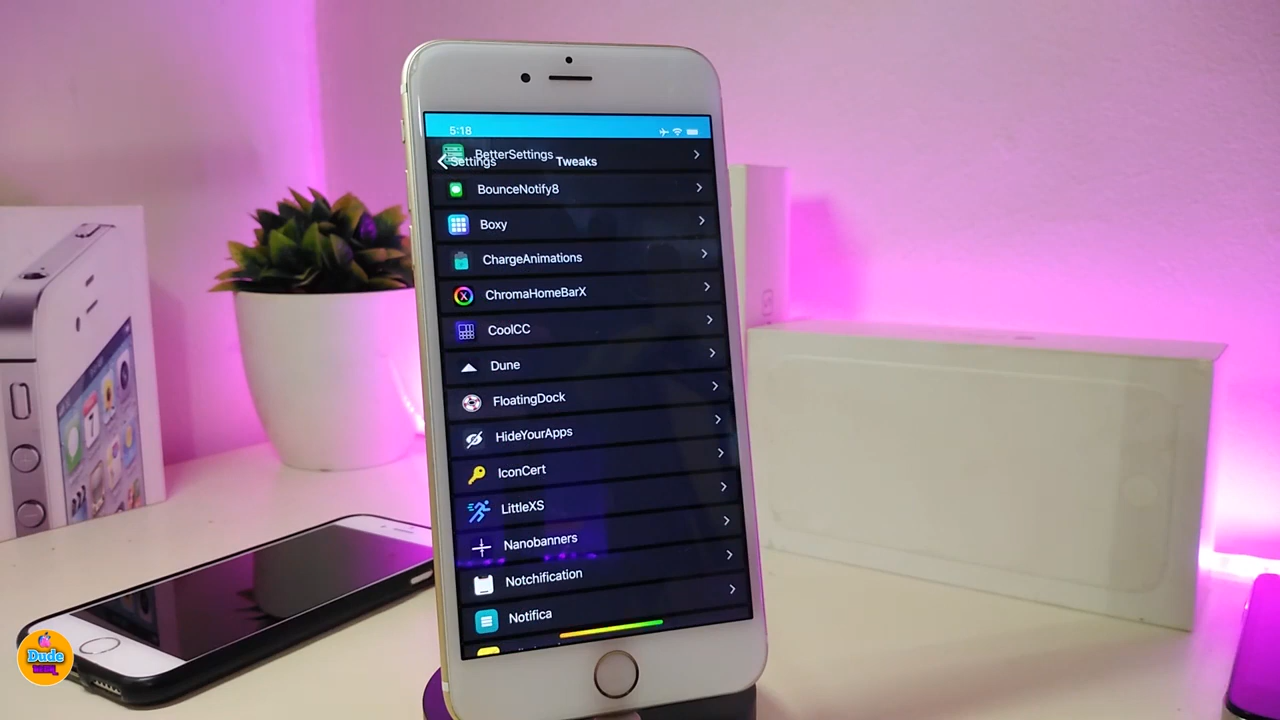 5:18
BetterSettings
Settings
Tweaks
BounceNotify8
Boxy
ChargeAnimations
ChromaHomeBarX
CoolCC
Dune
FloatingDock
HideYourApps
IconCert
LittleXS
Nanobanners
Notchification
Notifica
Dude